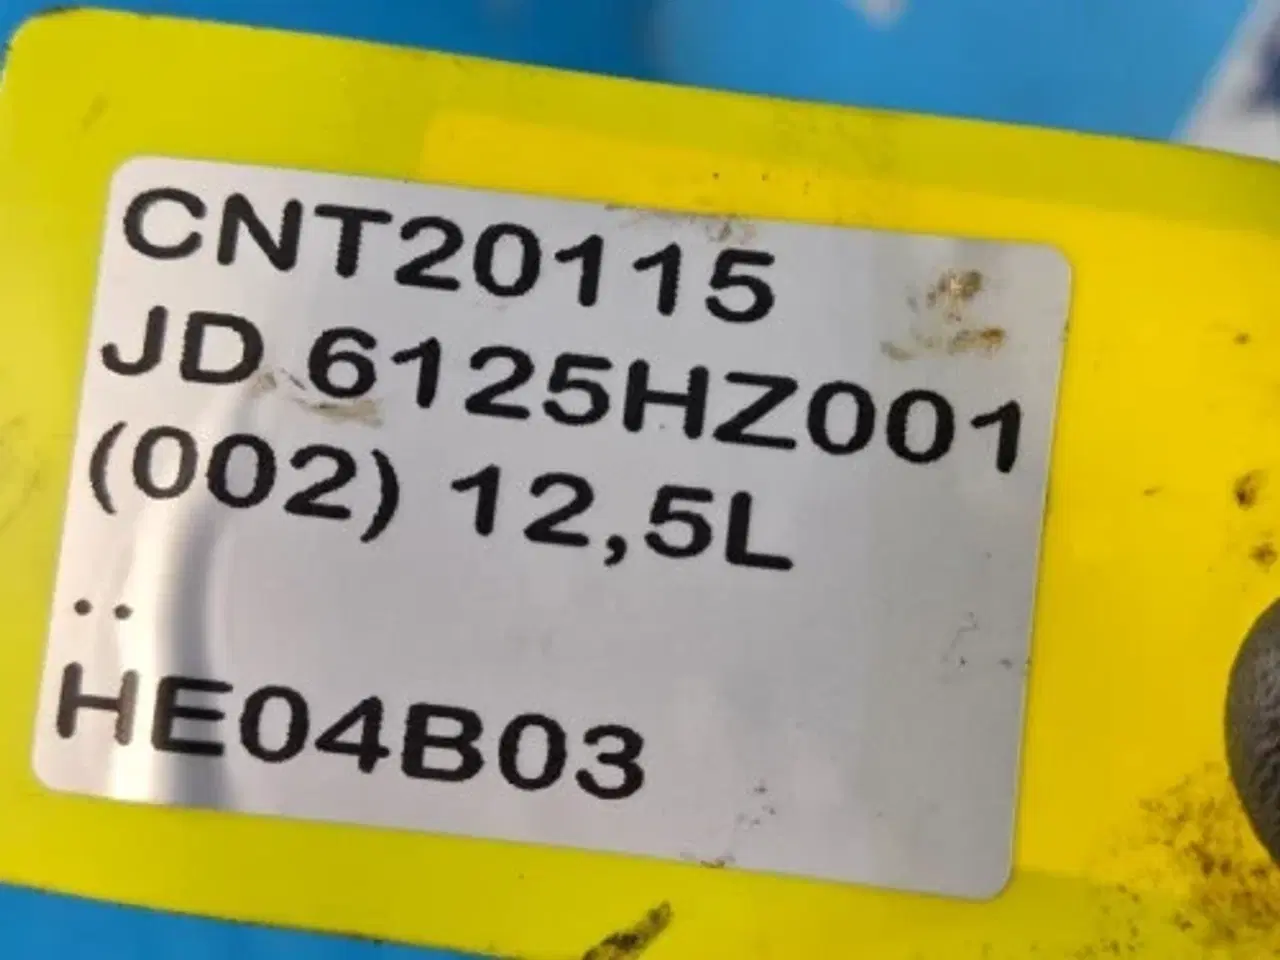 CNT20115
JD 6125HZ001
(002) 12,5L
..
HE04B03